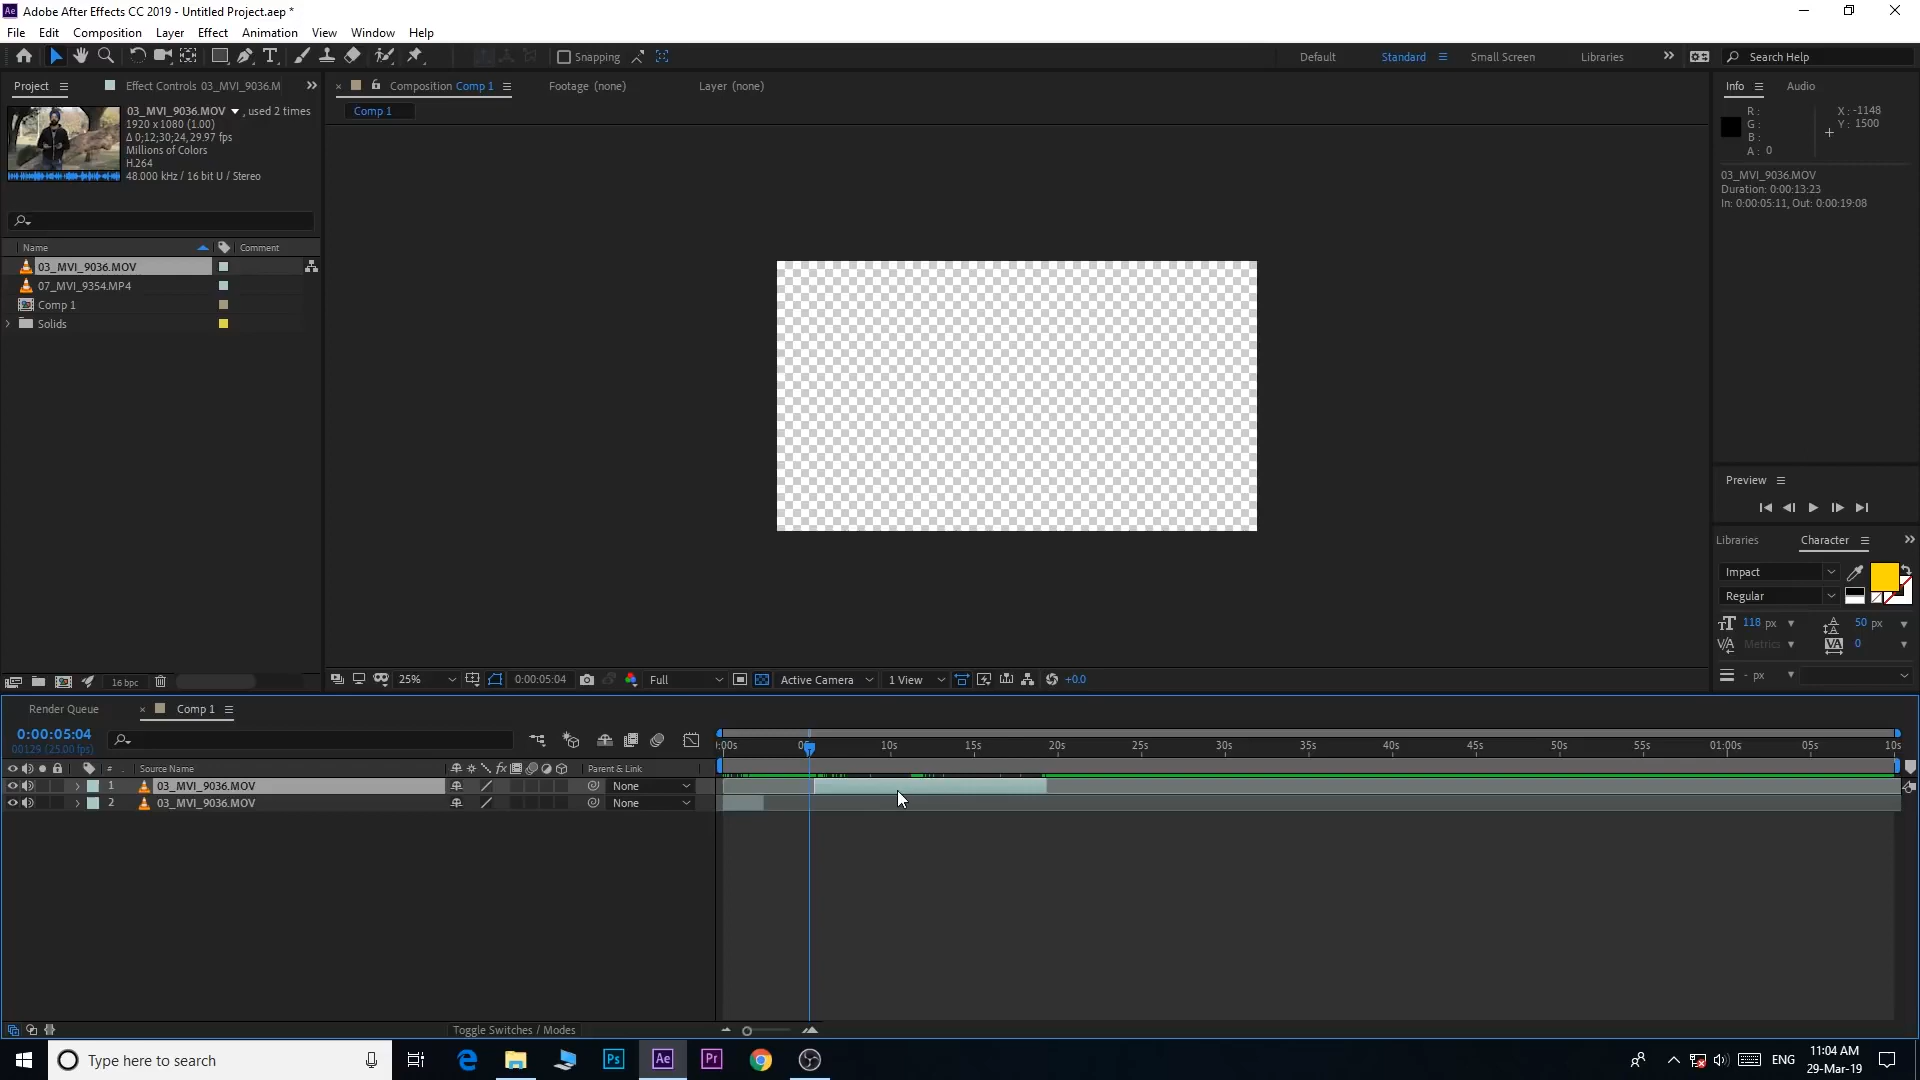 Ae Adobe After Effects CC 2019 - Untitled Project.aep *
File Edit Composition Layer Effect Animation View Window Help
Snapping Default Standard Small Screen Libraries Search Help
Project Effect Controls 03_MVI_9036.M
Composition Comp 1 Footage (none) Layer (none)
Info Audio
03_MVI_9036.MOV , used 2 times
1920 x 1080 (1.00)
Δ 0;12;30;24, 29.97 fps
Millions of Colors
H.264
48.000 kHz / 16 bit U / Stereo
Comp 1
R :
G :
B :
A : 0
X : -1148
Y : 1500
03_MVI_9036.MOV
Duration: 0:00:13:23
In: 0:00:05:11, Out: 0:00:19:08
Name Comment
03_MVI_9036.MOV
07_MVI_9354.MP4
Comp 1
Solids
Preview
Libraries Character
Impact
Regular
118 px 50 px
Metrics 0
- px
16 bpc
25% 0:00:05:04 Full Active Camera 1 View +0.0
Render Queue Comp 1
0:00:05:04
00129 (25.00 fps)
:00s 10s 15s 20s 25s 30s 35s 40s 45s 50s 55s 01:00s 05s 10s
# Source Name fx Parent & Link
1 03_MVI_9036.MOV None
2 03_MVI_9036.MOV None
Toggle Switches / Modes
Type here to search
Ps Ae Pr
ENG
11:04 AM
29-Mar-19